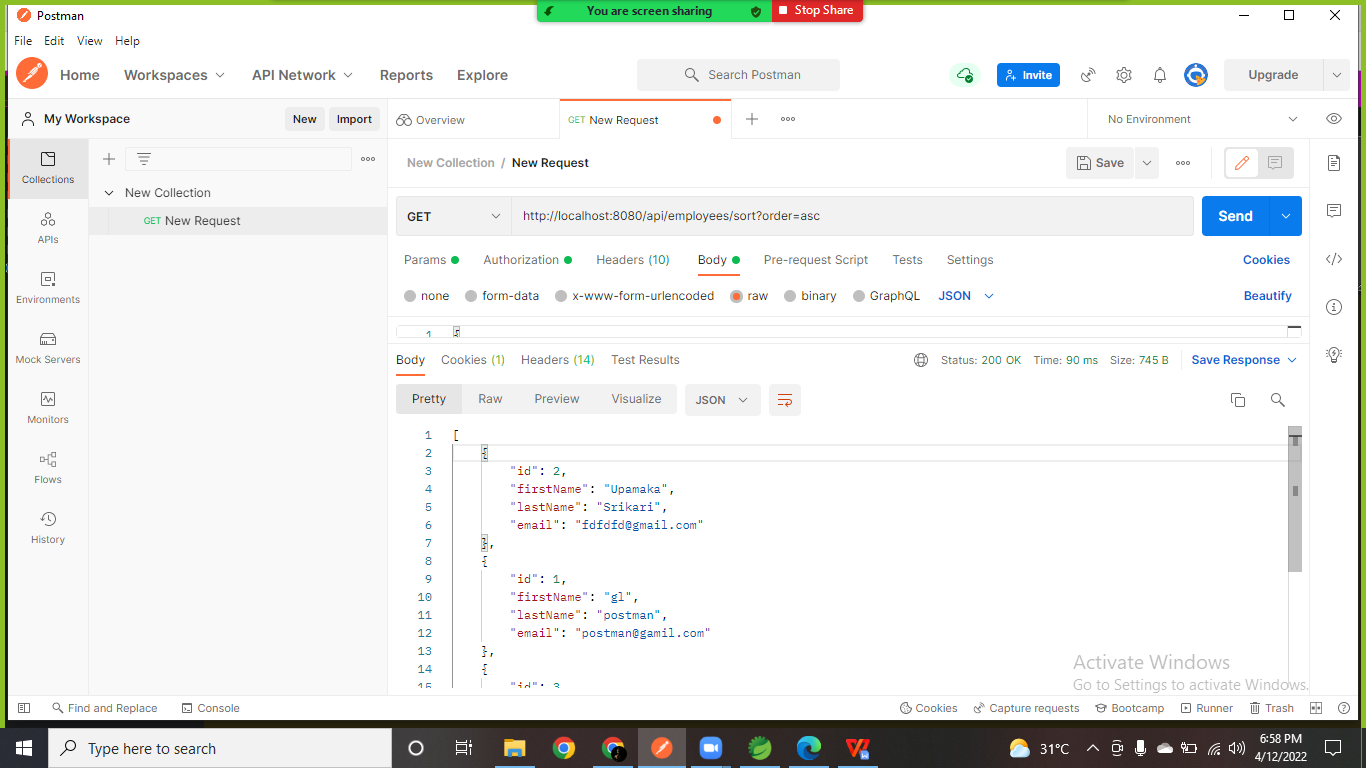 You are screen sharing Stop Share
Postman
File Edit View Help
Home Workspaces API Network Reports Explore Search Postman Invite Upgrade
My Workspace New Import Overview GET New Request No Environment
New Collection / New Request Save
Collections
New Collection
GET New Request
GET http://localhost:8080/api/employees/sort?order=asc Send
APIs
Params Authorization Headers (10) Body Pre-request Script Tests Settings Cookies
Environments
none form-data x-www-form-urlencoded raw binary GraphQL JSON Beautify
1 {
Mock Servers
Body Cookies (1) Headers (14) Test Results Status: 200 OK Time: 90 ms Size: 745 B Save Response
Pretty Raw Preview Visualize JSON
Monitors
Flows
History
1 [
2 {
3 "id": 2,
4 "firstName": "Upamaka",
5 "lastName": "Srikari",
6 "email": "fdfdfd@gmail.com"
7 },
8 {
9 "id": 1,
10 "firstName": "gl",
11 "lastName": "postman",
12 "email": "postman@gamil.com"
13 },
14 {
15 "id": 3
Activate Windows
Go to Settings to activate Windows.
Find and Replace Console Cookies Capture requests Bootcamp Runner Trash
Type here to search 31°C 6:58 PM
4/12/2022